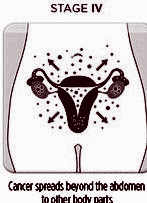 STAGE IV
Cancer spreads beyond the abdomen
to other body parts